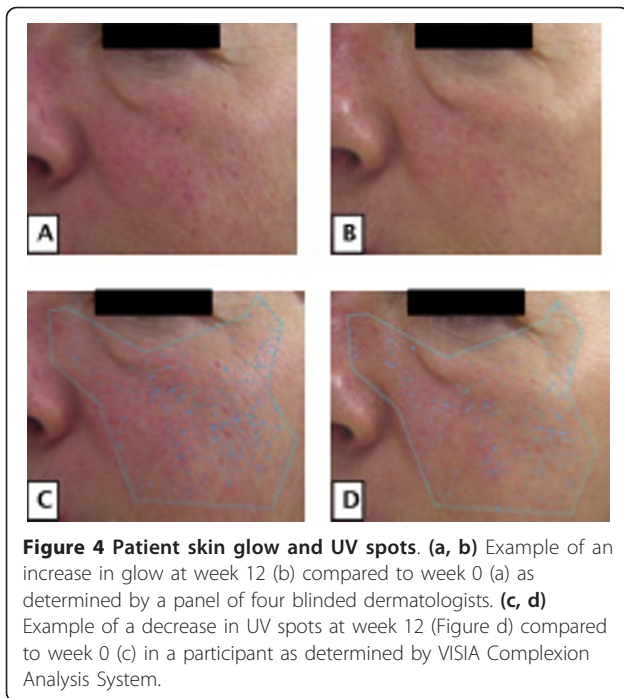 A
B
C
D
Figure 4 Patient skin glow and UV spots. (a, b) Example of an
increase in glow at week 12 (b) compared to week 0 (a) as
determined by a panel of four blinded dermatologists. (c, d)
Example of a decrease in UV spots at week 12 (Figure d) compared
to week 0 (c) in a participant as determined by VISIA Complexion
Analysis System.